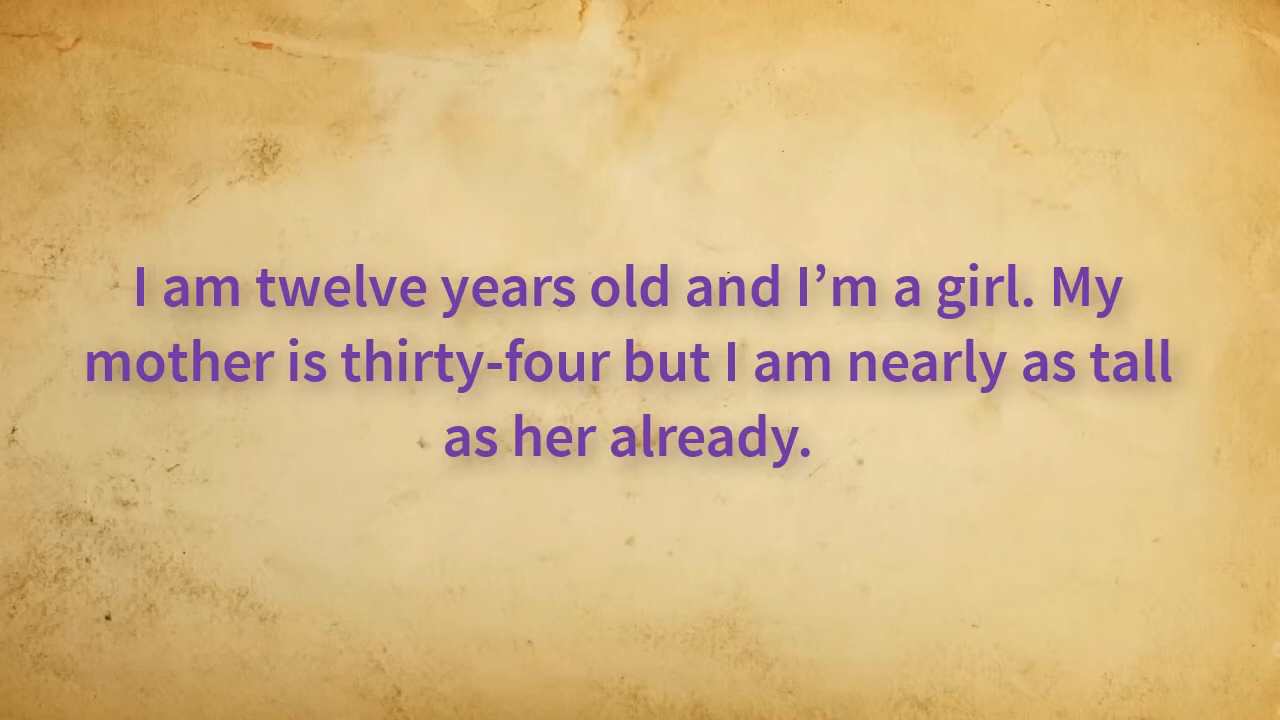 I am twelve years old and I’m a girl. My
mother is thirty-four but I am nearly as tall
as her already.